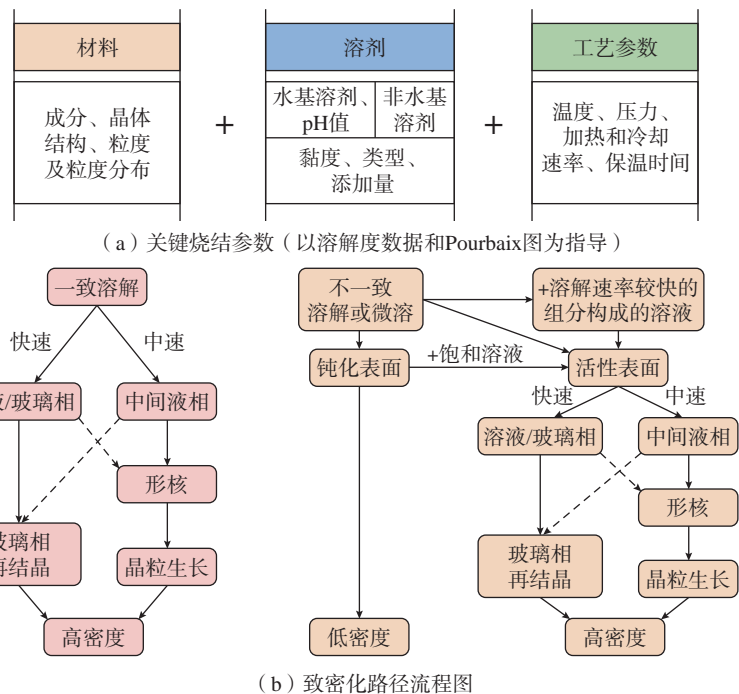 材料
溶剂
工艺参数
成分、晶体
结构、粒度
及粒度分布
+
水基溶剂、
pH值
非水基
溶剂
黏度、类型、
添加量
+
温度、压力、
加热和冷却
速率、保温时间
（a）关键烧结参数（以溶解度数据和Pourbaix图为指导）
一致溶解
快速
中速
/玻璃相
中间液相
形核
玻璃相
再结晶
晶粒生长
高密度
不一致
溶解或微溶
+溶解速率较快的
组分构成的溶液
钝化表面
+饱和溶液
活性表面
快速
中速
溶液/玻璃相
中间液相
形核
玻璃相
再结晶
晶粒生长
低密度
高密度
（b）致密化路径流程图